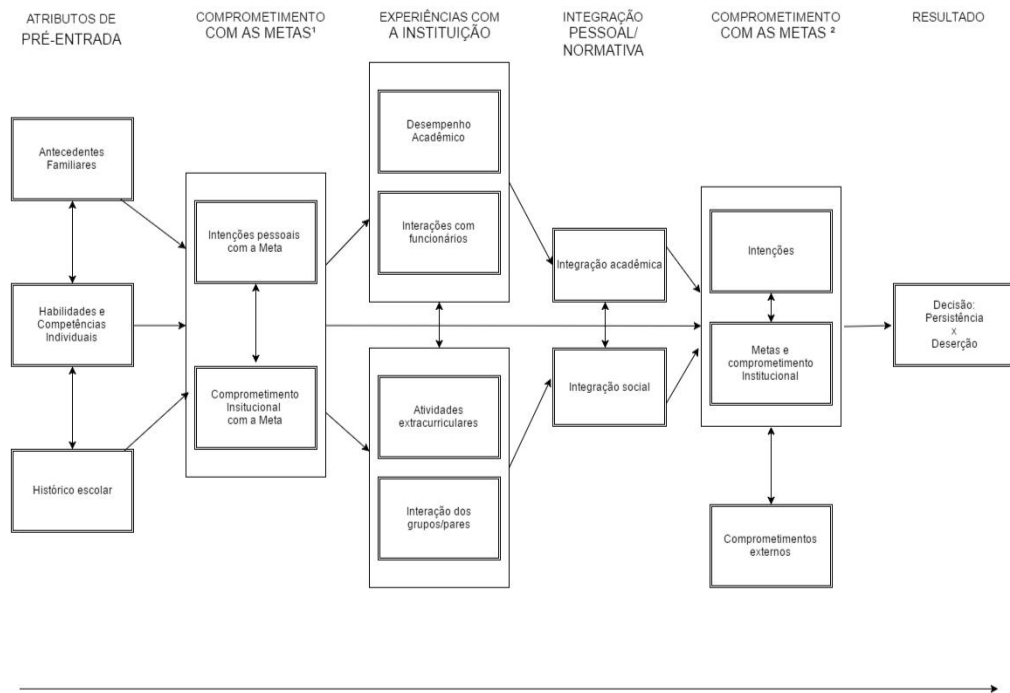 ATRIBUTOS DE
PRÉ-ENTRADA
COMPROMETIMENTO
COM AS METAS¹
EXPERIÊNCIAS COM
A INSTITUIÇÃO
INTEGRAÇÃO
PESSOAL/
NORMATIVA
COMPROMETIMENTO
COM AS METAS ²
RESULTADO
Antecedentes
Familiares
Habilidades e
Competências
Individuais
Histórico escolar
Intenções pessoais
com a Meta
Comprometimento
Insitucional
com a Meta
Desempenho
Acadêmico
Interações com
funcionários
Atividades
extracurriculares
Interação dos
grupos/pares
Integração acadêmica
Integração social
Intenções
Metas e
comprometimento
Institucional
Comprometimentos
externos
Decisão:
Persistência
x
Deserção